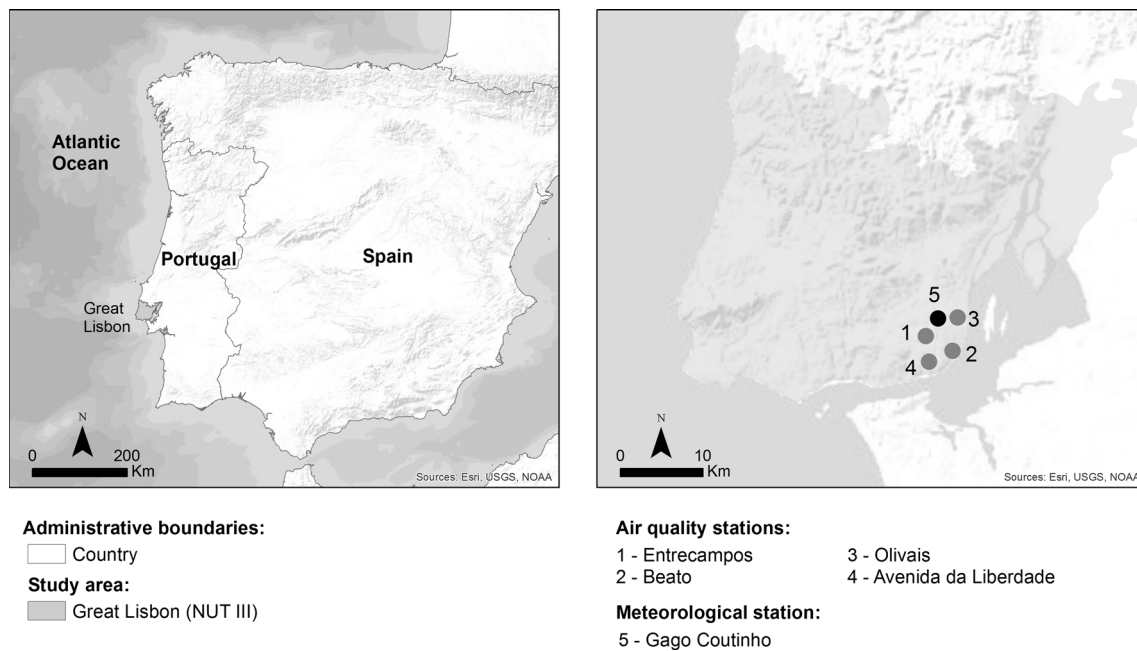 Atlantic
Ocean
Portugal
Spain
Great
Lisbon
N
0 200
Km
Sources: Esri, USGS, NOAA
5
3
1
2
4
N
0 10
Km
Sources: Esri, USGS, NOAA
Administrative boundaries:
Country
Study area:
Great Lisbon (NUT III)
Air quality stations:
1 - Entrecampos
2 - Beato
3 - Olivais
4 - Avenida da Liberdade
Meteorological station:
5 - Gago Coutinho